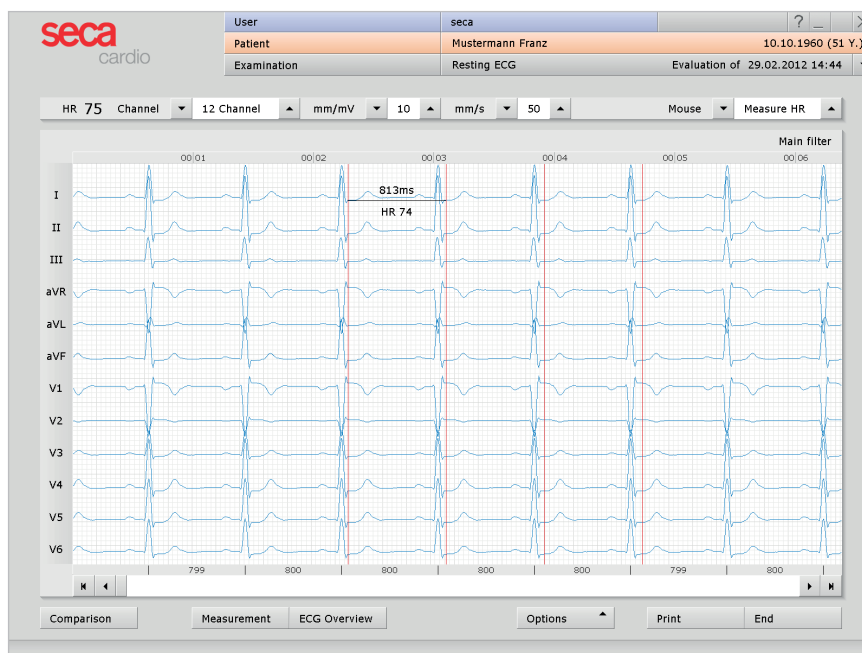 seca
cardio
User seca ? _
Patient Mustermann Franz 10.10.1960 (51 Y.)
Examination Resting ECG Evaluation of 29.02.2012 14:44
HR 75 Channel 12 Channel mm/mV 10 mm/s 50 Mouse Measure HR
Main filter
00|01 00|02 00|03 00|04 00|05 00|06
I 813ms
HR 74
II
III
aVR
aVL
aVF
V1
V2
V3
V4
V5
V6
799 800 800 800 800 799 800
Comparison Measurement ECG Overview Options Print End